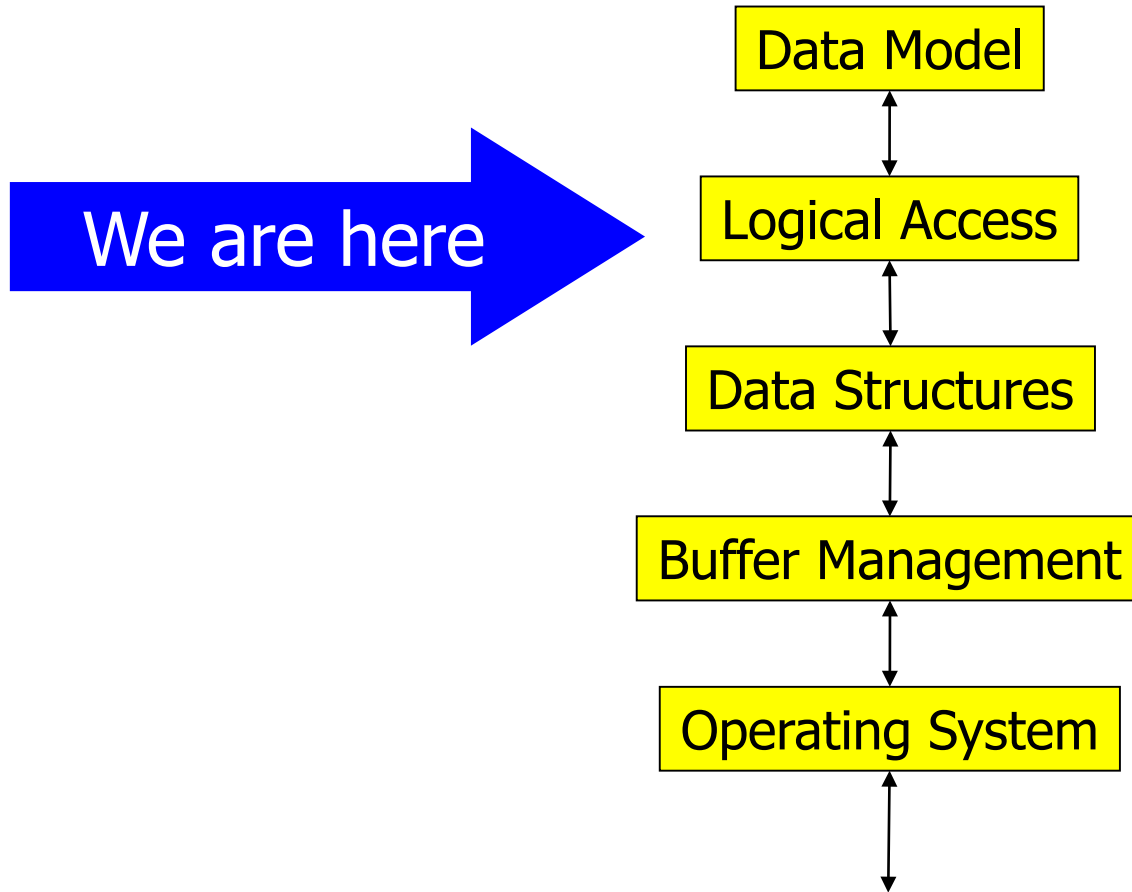 Data Model
We are here
Logical Access
Data Structures
Buffer Management
Operating System